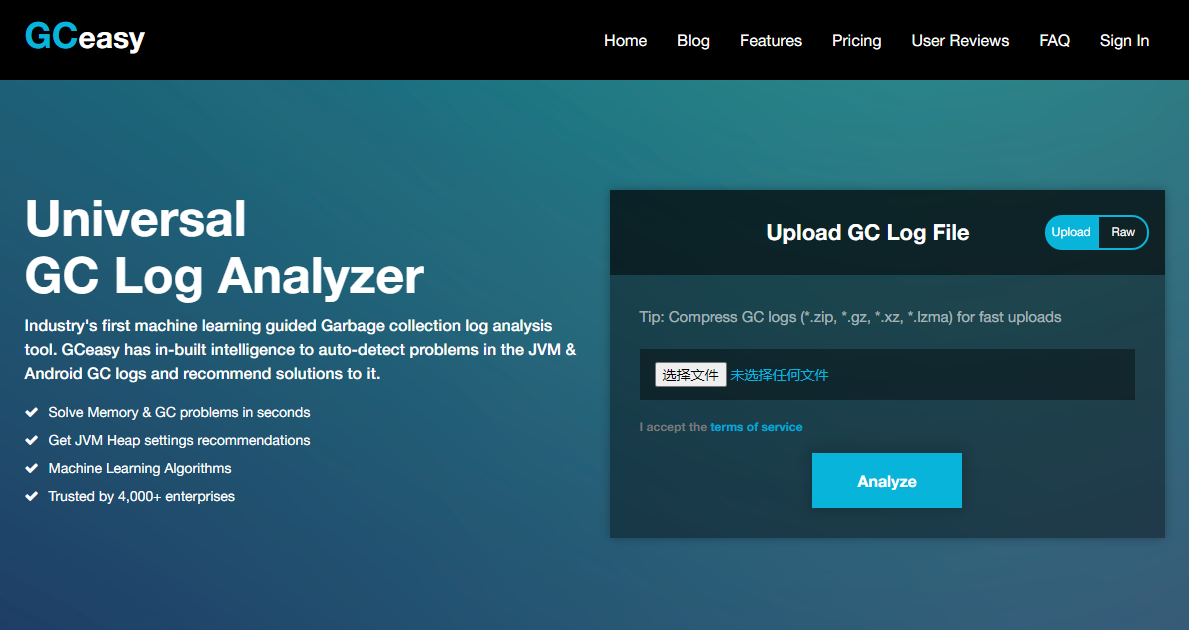 GCeasy
Home Blog Features Pricing User Reviews FAQ Sign In
Universal
GC Log Analyzer
Industry's first machine learning guided Garbage collection log analysis
tool. GCeasy has in-built intelligence to auto-detect problems in the JVM &
Android GC logs and recommend solutions to it.
Solve Memory & GC problems in seconds
Get JVM Heap settings recommendations
Machine Learning Algorithms
Trusted by 4,000+ enterprises
Upload GC Log File
Upload Raw
Tip: Compress GC logs (*.zip, *.gz, *.xz, *.lzma) for fast uploads
选择文件 未选择任何文件
I accept the terms of service
Analyze